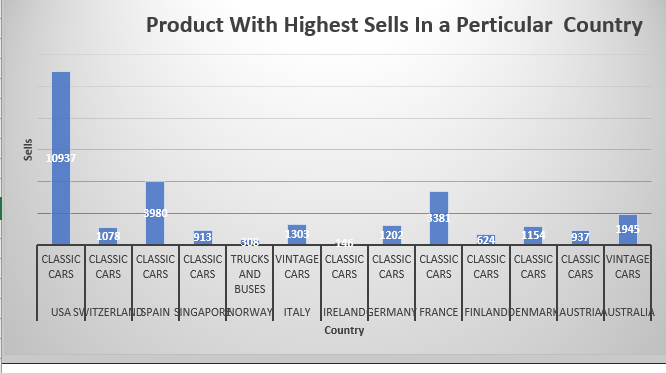 Product With Highest Sells In a Perticular Country
Sells
10937
1078
3980
913
308
1303
146
1202
3381
624
1154
937
1945
CLASSIC CARS
CLASSIC CARS
CLASSIC CARS
CLASSIC CARS
TRUCKS AND BUSES
VINTAGE CARS
CLASSIC CARS
CLASSIC CARS
CLASSIC CARS
CLASSIC CARS
CLASSIC CARS
CLASSIC CARS
VINTAGE CARS
USA SWITZERLAND SPAIN SINGAPORE NORWAY ITALY IRELAND GERMANY FRANCE FINLAND DENMARK AUSTRIA AUSTRALIA
Country